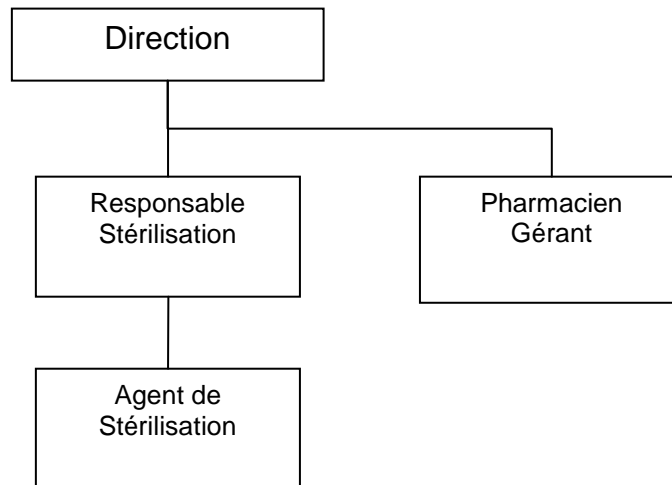 Direction
Responsable
Stérilisation
Pharmacien
Gérant
Agent de
Stérilisation